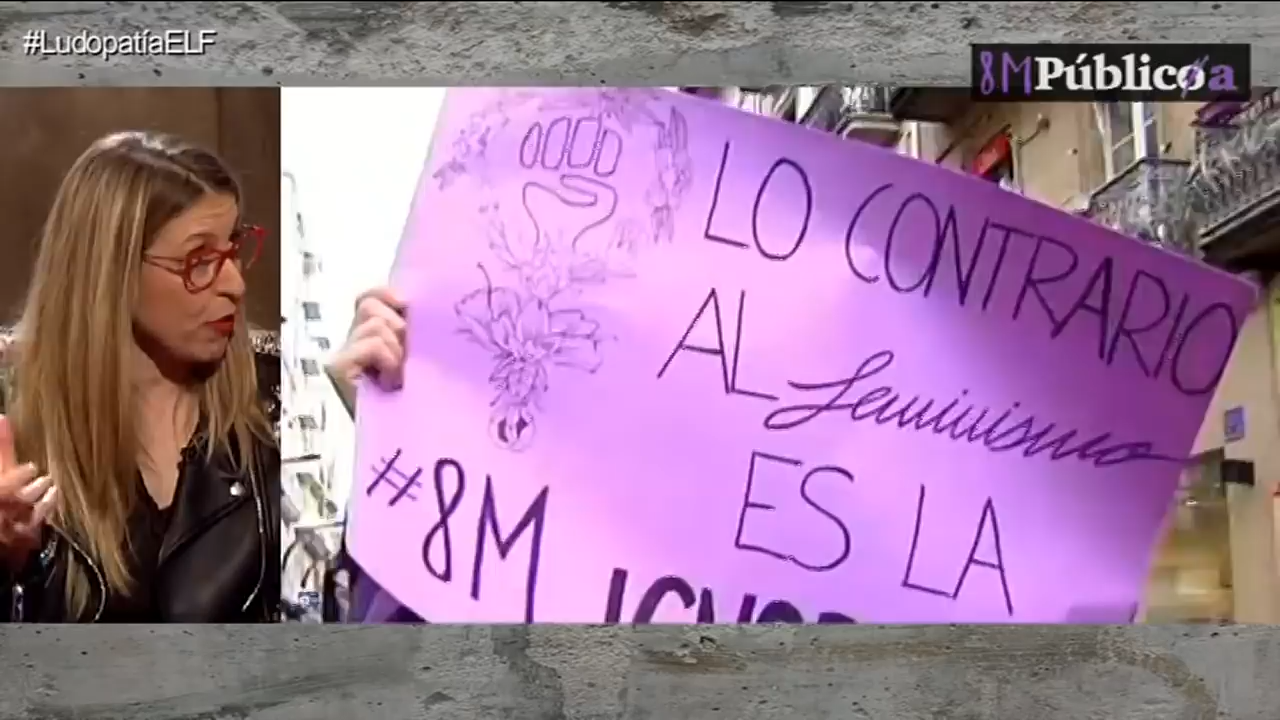 #LudopatíaELF
8MPúblicoa
LO CONTRARIO
AL feminismo
ES LA
#8M